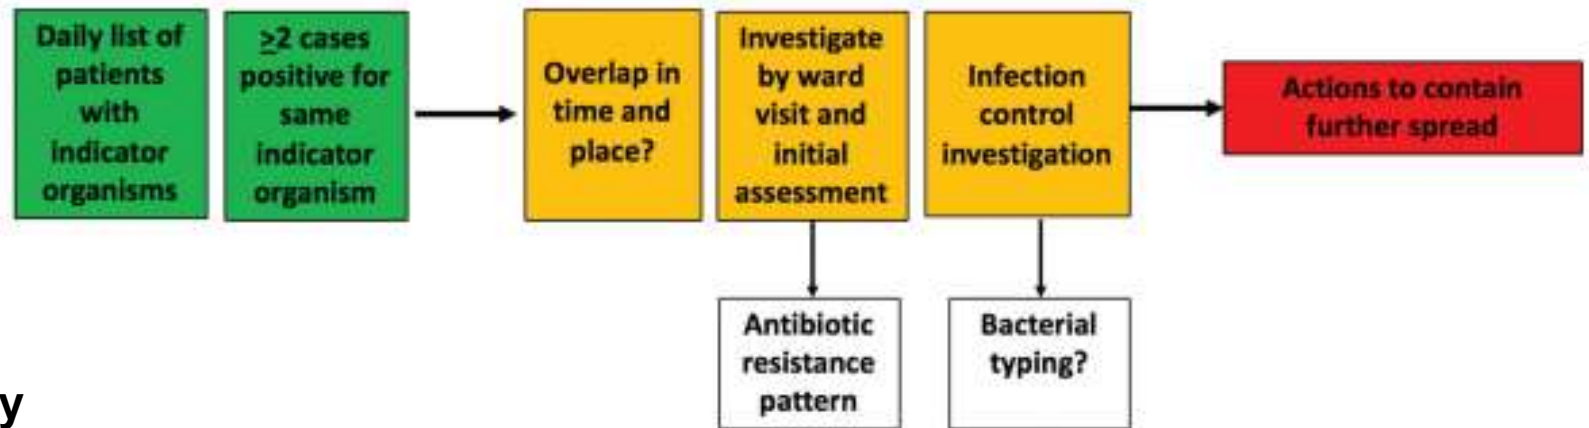 Daily list of
patients
with
indicator
organisms
≥2 cases
positive for
same
indicator
organism
Overlap in
time and
place?
Investigate
by ward
visit and
initial
assessment
Infection
control
investigation
Actions to contain
further spread
Antibiotic
resistance
pattern
Bacterial
typing?
y